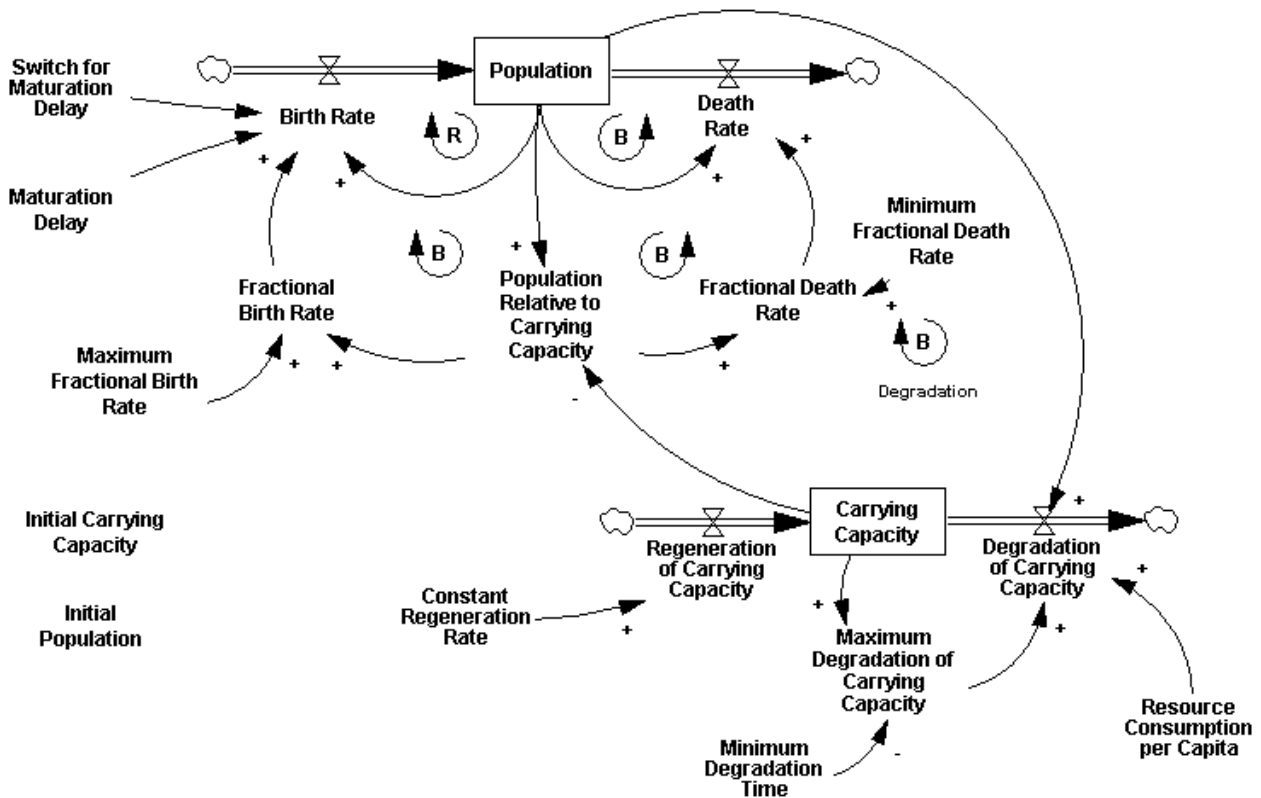 Switch for
Maturation
Delay
Population
Birth Rate
Death
Rate
R
B
Maturation
Delay
Minimum
Fractional Death
Rate
B
B
Fractional
Birth Rate
Population
Relative to
Carrying
Capacity
Fractional Death
Rate
B
Degradation
Maximum
Fractional Birth
Rate
Initial Carrying
Capacity
Carrying
Capacity
Regeneration
of Carrying
Capacity
Degradation
of Carrying
Capacity
Initial
Population
Constant
Regeneration
Rate
Maximum
Degradation of
Carrying
Capacity
Resource
Consumption
per Capita
Minimum
Degradation
Time
+
+
+
+
+
+
+
+
+
+
-
+
+
+
+
+
-